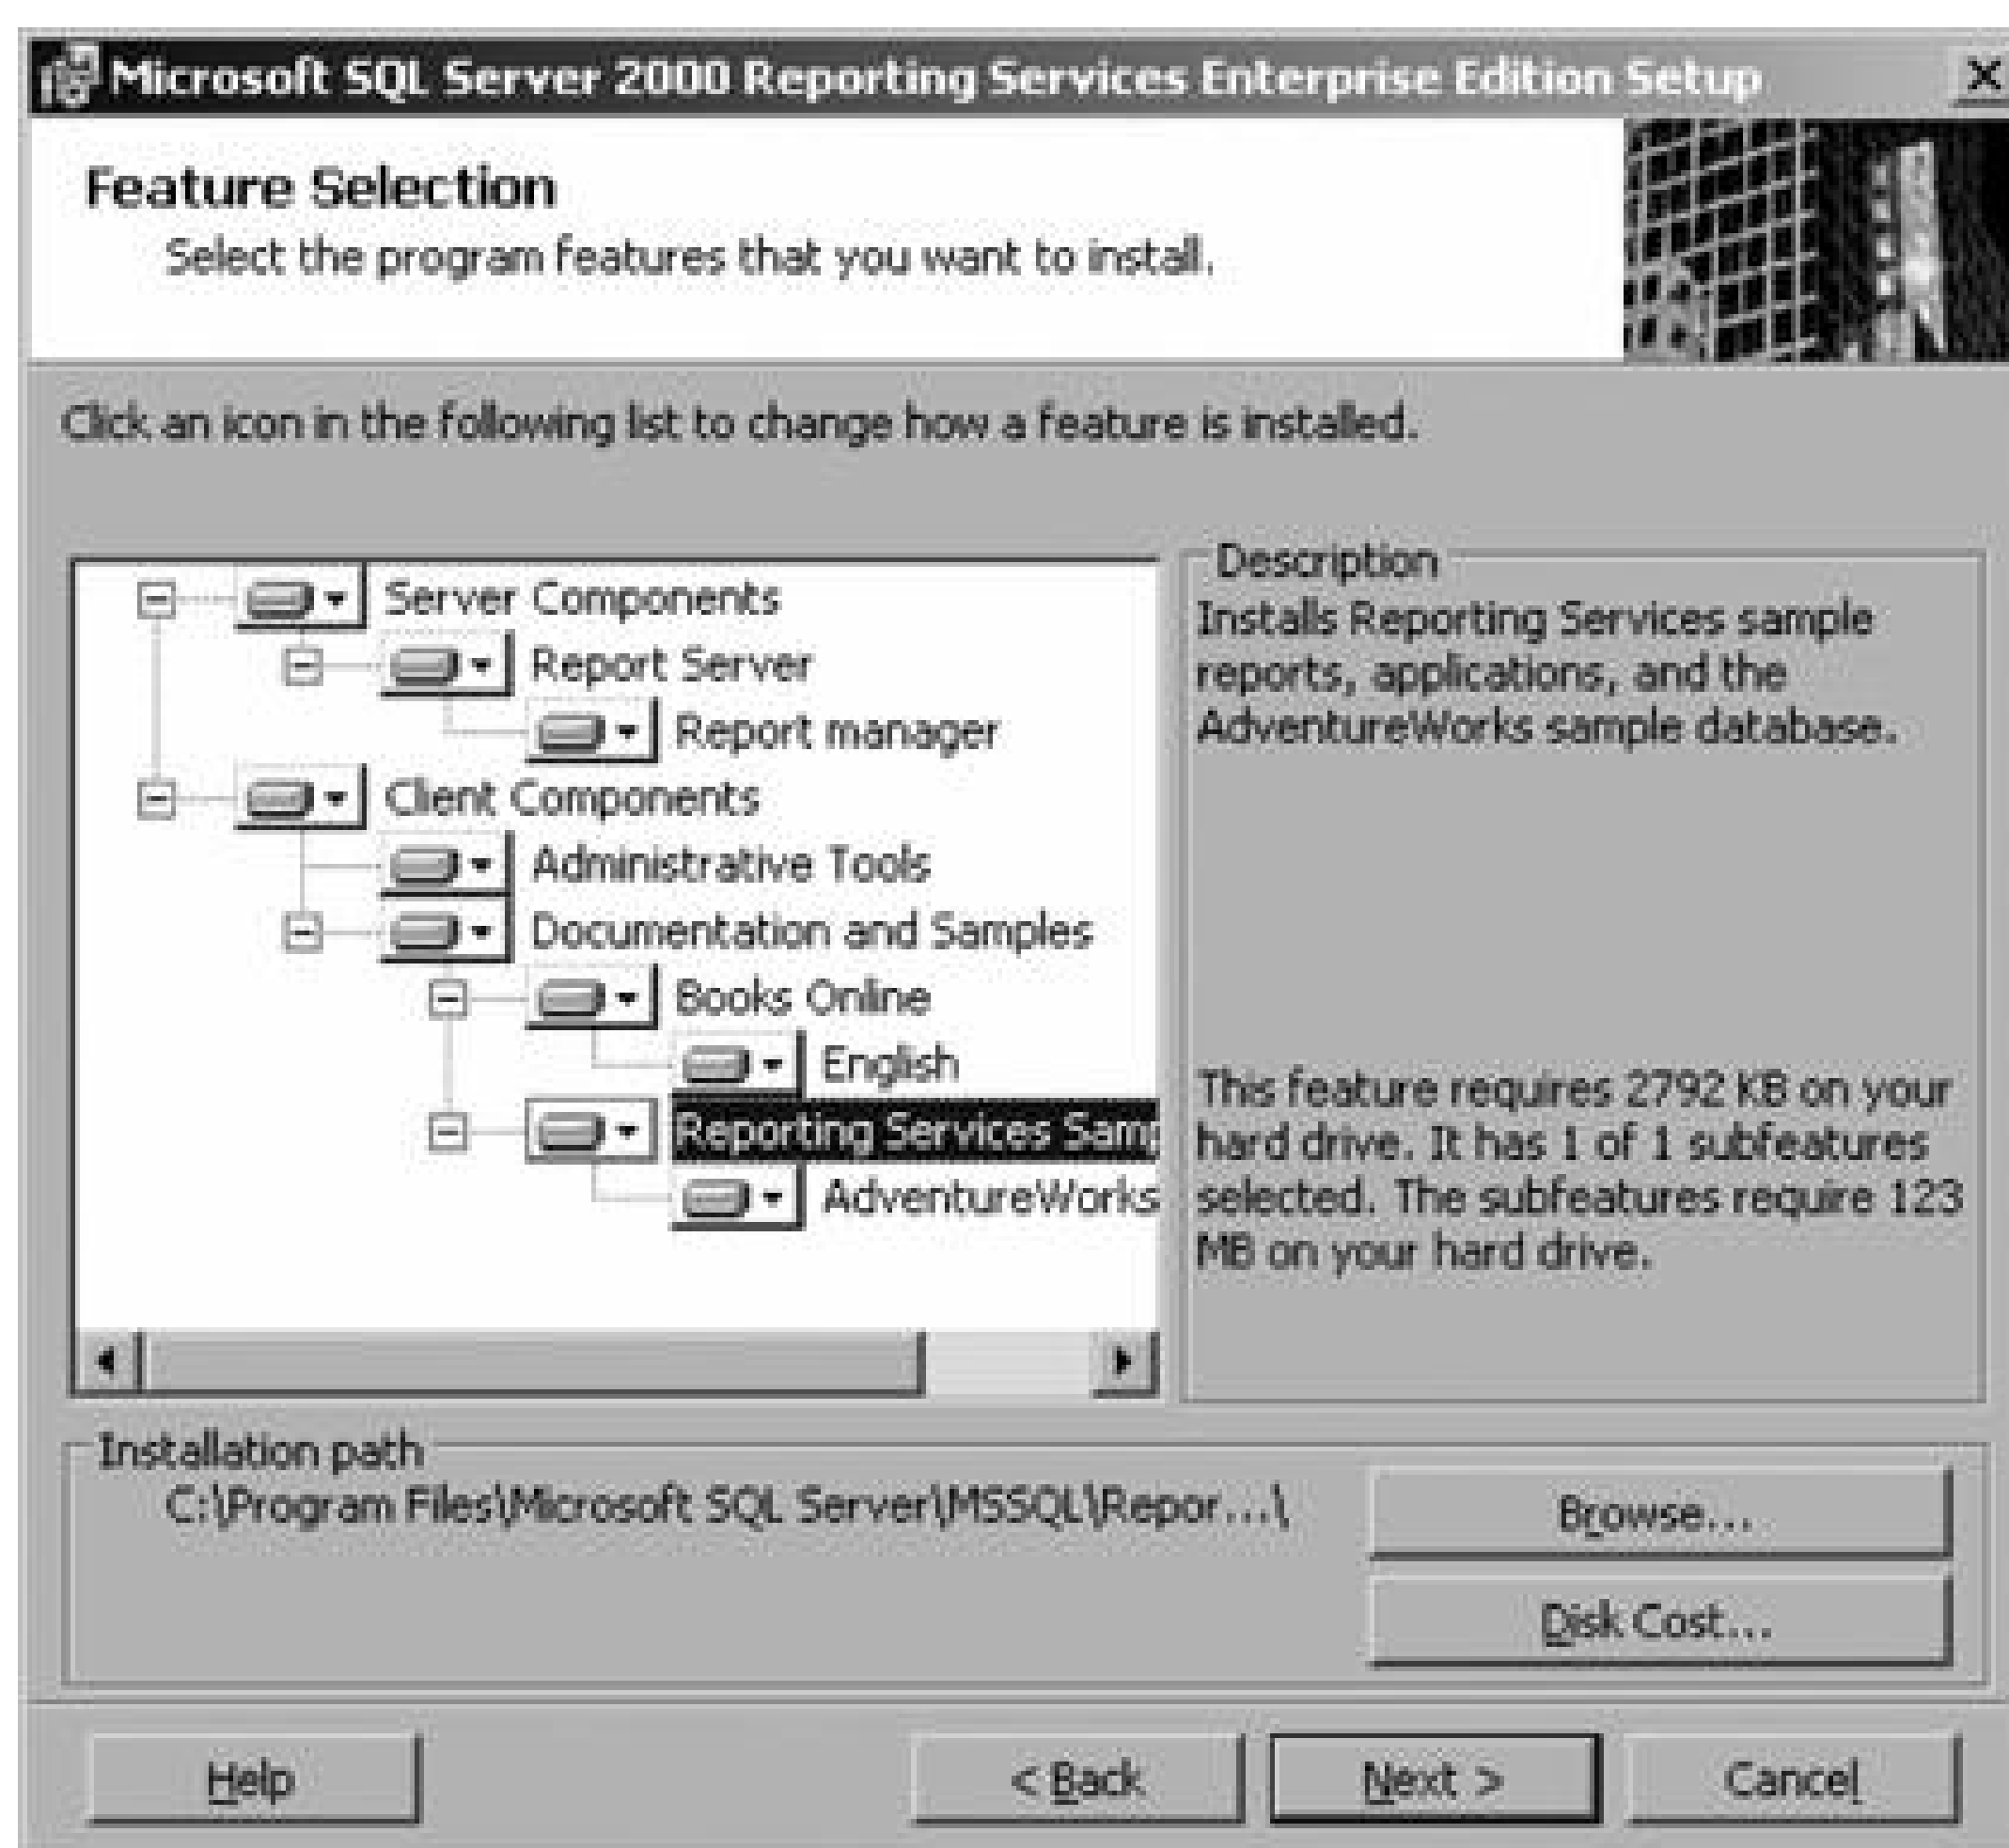 Microsoft SQL Server 2000 Reporting Services Enterprise Edition Setup
Feature Selection
Select the program features that you want to install.
Click an icon in the following list to change how a feature is installed.
Server Components
Report Server
Report manager
Client Components
Administrative Tools
Documentation and Samples
Books Online
English
Reporting Services Samp
AdventureWorks
Description
Installs Reporting Services sample
reports, applications, and the
AdventureWorks sample database.
This feature requires 2792 KB on your
hard drive. It has 1 of 1 subfeatures
selected. The subfeatures require 123
MB on your hard drive.
Installation path
C:\Program Files\Microsoft SQL Server\MSSQL\Repor...\
Browse...
Disk Cost...
Help
< Back
Next >
Cancel